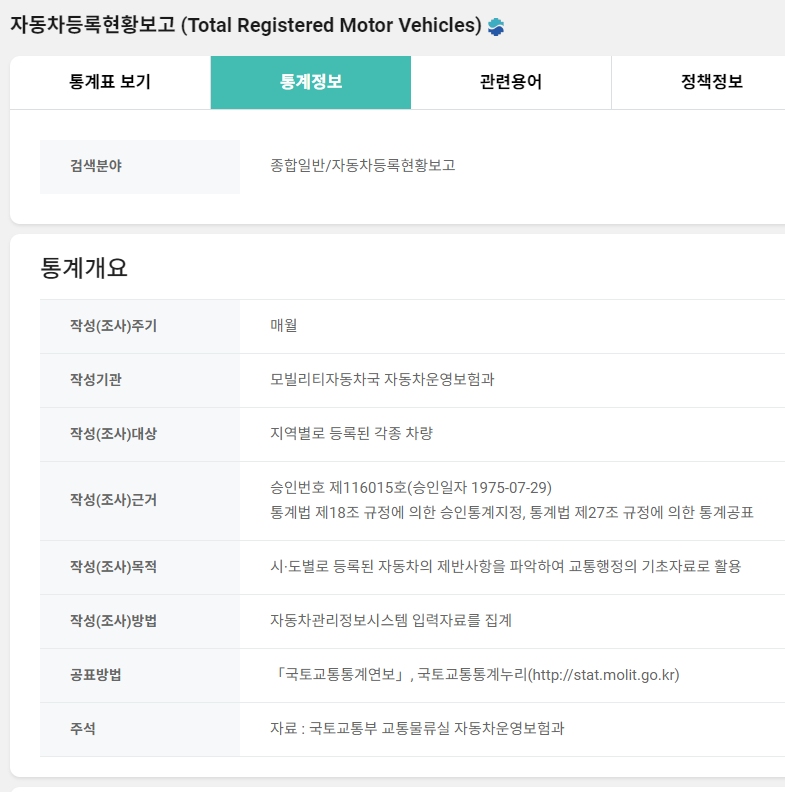 자동차등록현황보고 (Total Registered Motor Vehicles)
통계표 보기
통계정보
관련용어
정책정보
검색분야
종합일반/자동차등록현황보고
통계개요
작성(조사)주기
매월
작성기관
모빌리티자동차국 자동차운영보험과
작성(조사)대상
지역별로 등록된 각종 차량
작성(조사)근거
승인번호 제116015호(승인일자 1975-07-29)
통계법 제18조 규정에 의한 승인통계지정, 통계법 제27조 규정에 의한 통계공표
작성(조사)목적
시·도별로 등록된 자동차의 제반사항을 파악하여 교통행정의 기초자료로 활용
작성(조사)방법
자동차관리정보시스템 입력자료를 집계
공표방법
「국토교통통계연보」, 국토교통통계누리(http://stat.molit.go.kr)
주석
자료 : 국토교통부 교통물류실 자동차운영보험과